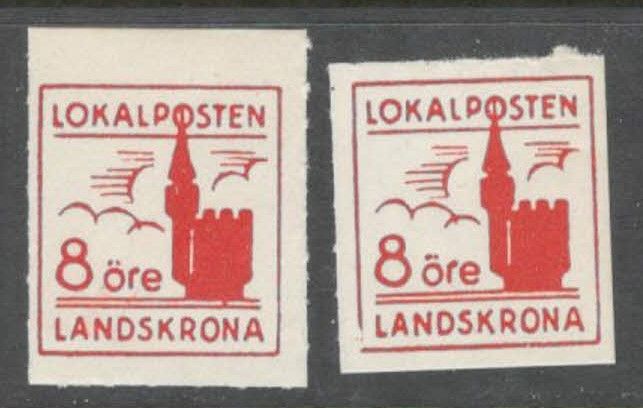 LOKALPOSTEN
8 öre
LANDSKRONA
LOKALPOSTEN
8 öre
LANDSKRONA